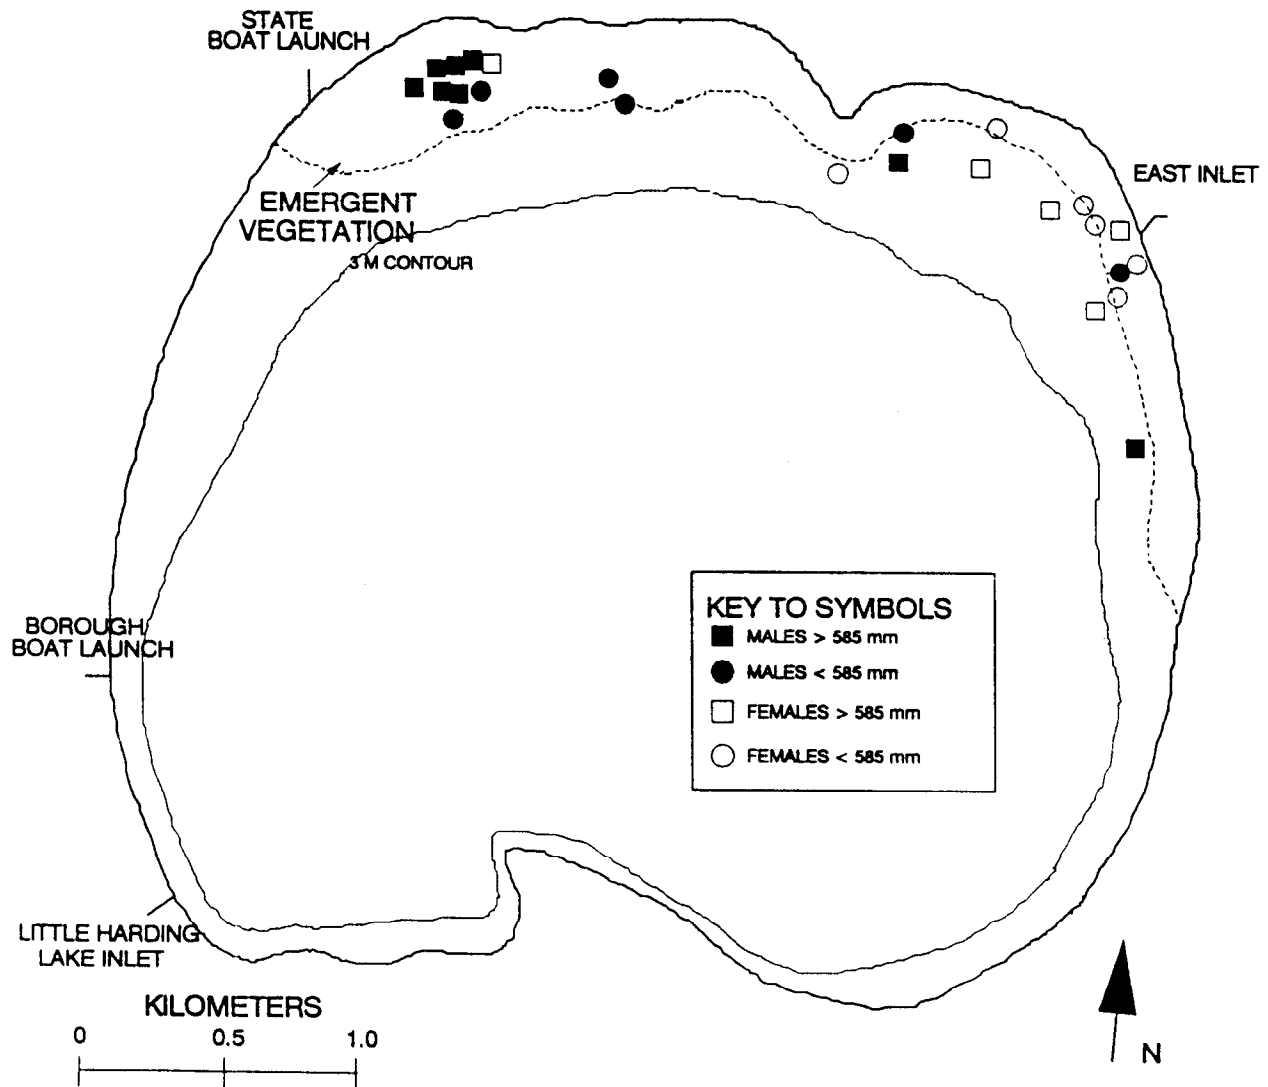 STATE
BOAT LAUNCH
EAST INLET
EMERGENT
VEGETATION
3 M CONTOUR
KEY TO SYMBOLS
MALES > 585 mm
MALES < 585 mm
FEMALES > 585 mm
FEMALES < 585 mm
BOROUGH
BOAT LAUNCH
LITTLE HARDING
LAKE INLET
KILOMETERS
0 0.5 1.0
N